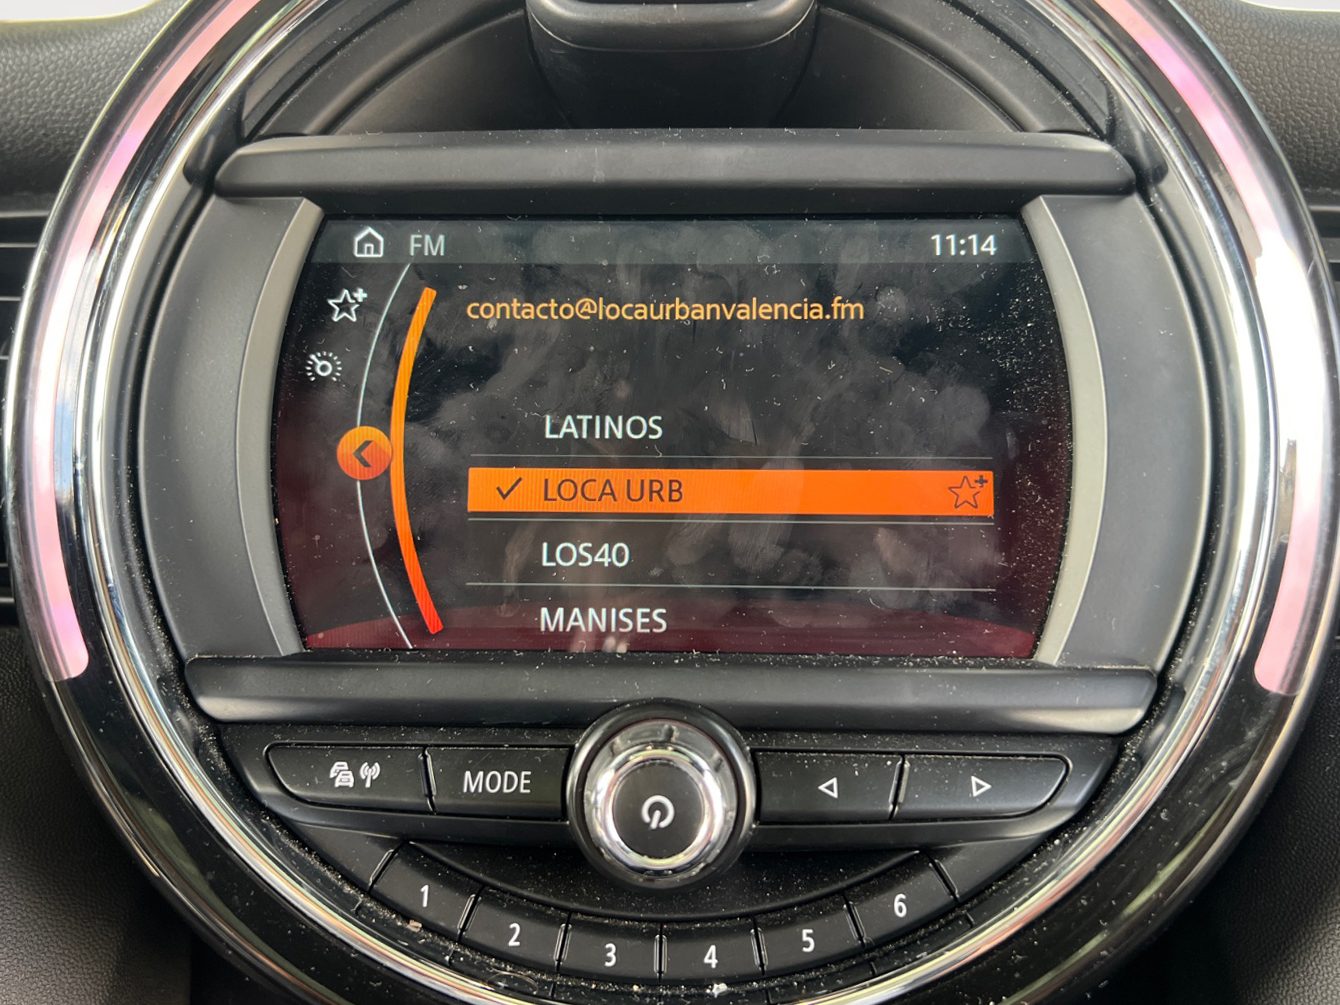 FM 11:14
contacto@locaurbanvalencia.fm
LATINOS
LOCA URB
LOS40
MANISES
MODE
1 2 3 4 5 6